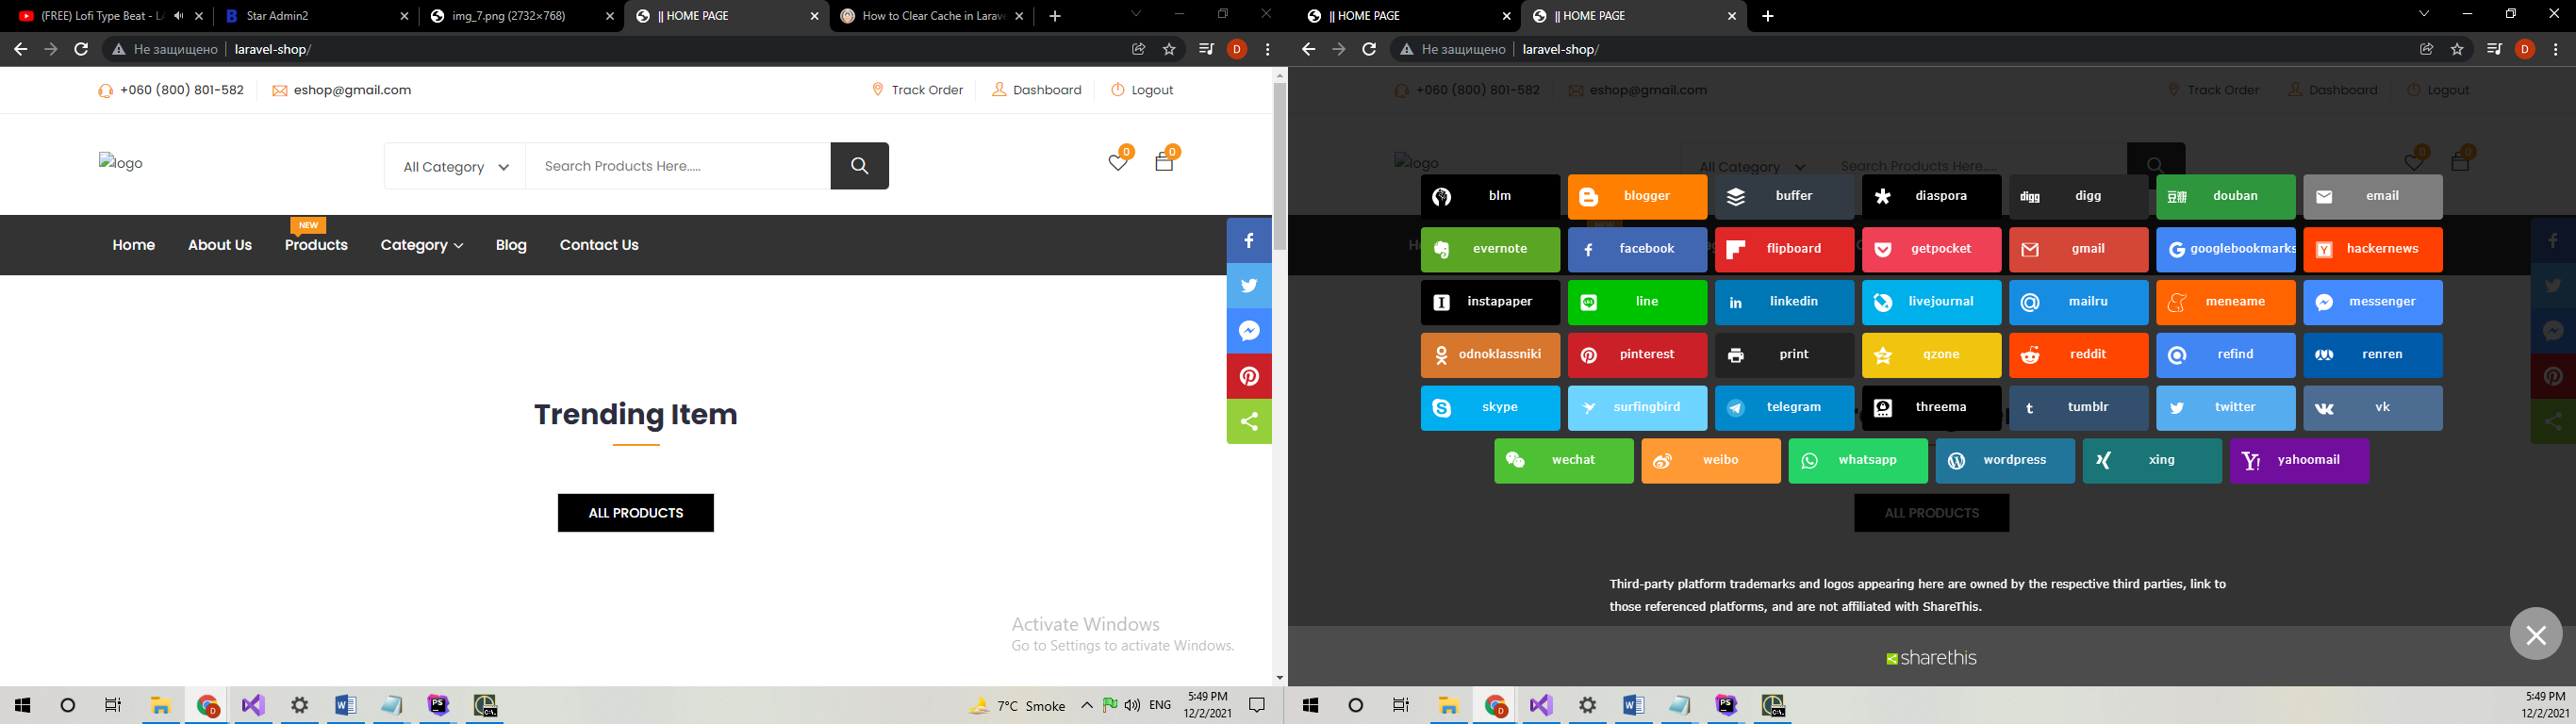 (FREE) Lofi Type Beat - L
Star Admin2
img_7.png (2732×768)
|| HOME PAGE
How to Clear Cache in Larav
Не защищено
laravel-shop/
D
+060 (800) 801-582
eshop@gmail.com
Track Order
Dashboard
Logout
logo
All Category
Search Products Here.....
0
0
NEW
Home
About Us
Products
Category
Blog
Contact Us
Trending Item
ALL PRODUCTS
Activate Windows
Go to Settings to activate Windows.
7°C Smoke
ENG
5:49 PM
12/2/2021
|| HOME PAGE
|| HOME PAGE
Не защищено
laravel-shop/
D
+060 (800) 801-582
eshop@gmail.com
Track Order
Dashboard
Logout
logo
All Category
Search Products Here.....
0
0
blm
blogger
buffer
diaspora
digg digg
豆瓣 douban
email
evernote
facebook
flipboard
getpocket
gmail
googlebookmarks
hackernews
instapaper
line
linkedin
livejournal
mailru
meneame
messenger
odnoklassniki
pinterest
print
qzone
reddit
refind
renren
skype
surfingbird
telegram
threema
tumblr
twitter
vk
wechat
weibo
whatsapp
wordpress
xing
yahoomail
ALL PRODUCTS
Third-party platform trademarks and logos appearing here are owned by the respective third parties, link to
those referenced platforms, and are not affiliated with ShareThis.
sharethis
5:49 PM
12/2/2021